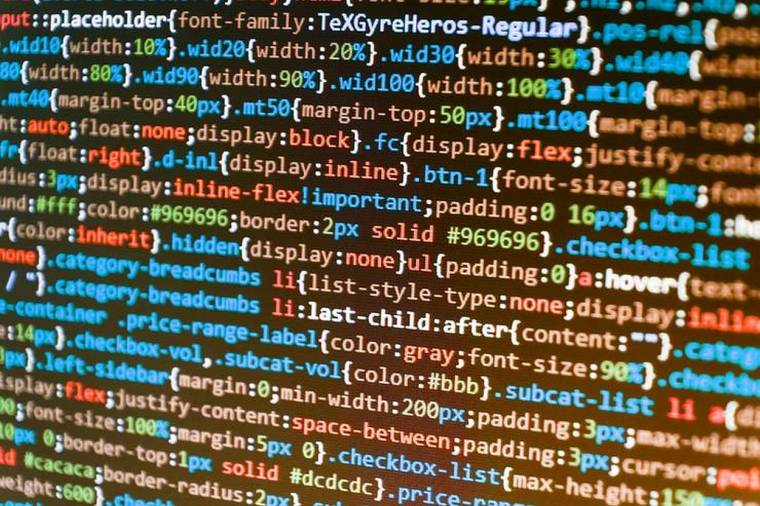 put::placeholder{font-family:TeXGyreHeros-Regular}.pos-rel{
.wid10{width:10%}.wid20{width:20%}.wid30{width:30%}.wid40{
80{width:80%}.wid90{width:90%}.wid100{width:100%}.mt10{margin-
.mt40{margin-top:40px}.mt50{margin-top:50px}.mt100{margin-top:
ht:auto;float:none;display:block}.fc{display:flex;justify-cont
fr{float:right}.d-inl{display:inline}.btn-1{font-size:14px;fon
dius:3px;display:inline-flex!important;padding:0 16px}.btn-1:ho
und:#fff;color:#969696;border:2px solid #969696}.checkbox-list
r{color:inherit}.hidden{display:none}ul{padding:0}a:hover{text-
none}.category-breadcumbs li{list-style-type:none;display:inlin
/ "}.category-breadcumbs li:last-child:after{content:""}.categ
e-container .price-range-label{color:gray;font-size:90%}.checkb
e:14px}.checkbox-vol,.subcat-vol{color:#bbb}.subcat-list li a{di
px}.left-sidebar{margin:0;min-width:200px;padding:3px;max-width
isplay:flex;justify-content:space-between;padding:3px;cursor:poi
00;font-size:100%;margin:5px 0}.checkbox-list{max-height:150px
10px 0;border-top:1px solid #dcdcdc}.price-ran
ld #cacaca;border-radius:2px}
weight:600}.check